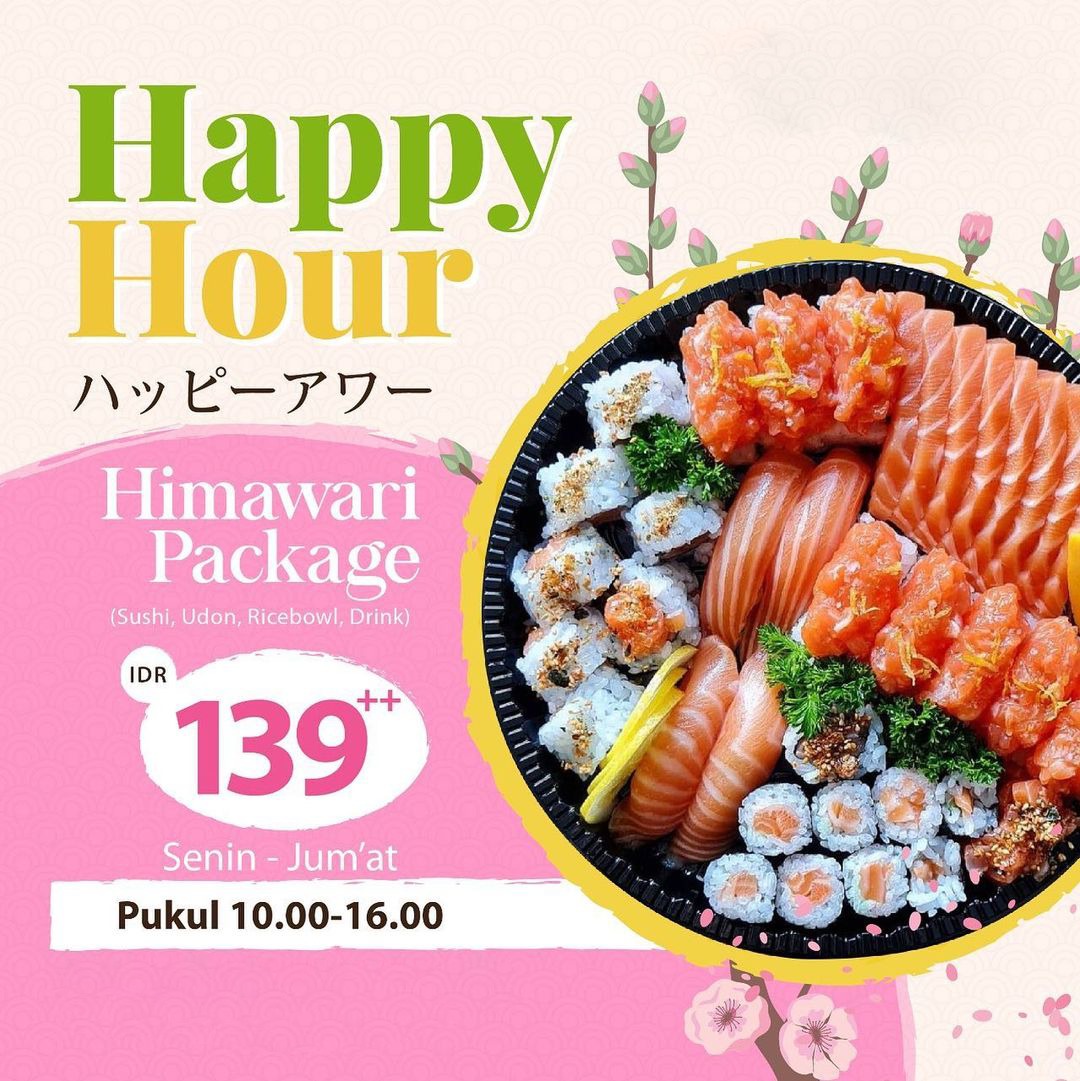 Happy
Hour
ハッピーアワー
Himawari
Package
(Sushi, Udon, Ricebowl, Drink)
IDR
139++
Senin - Jum'at
Pukul 10.00-16.00